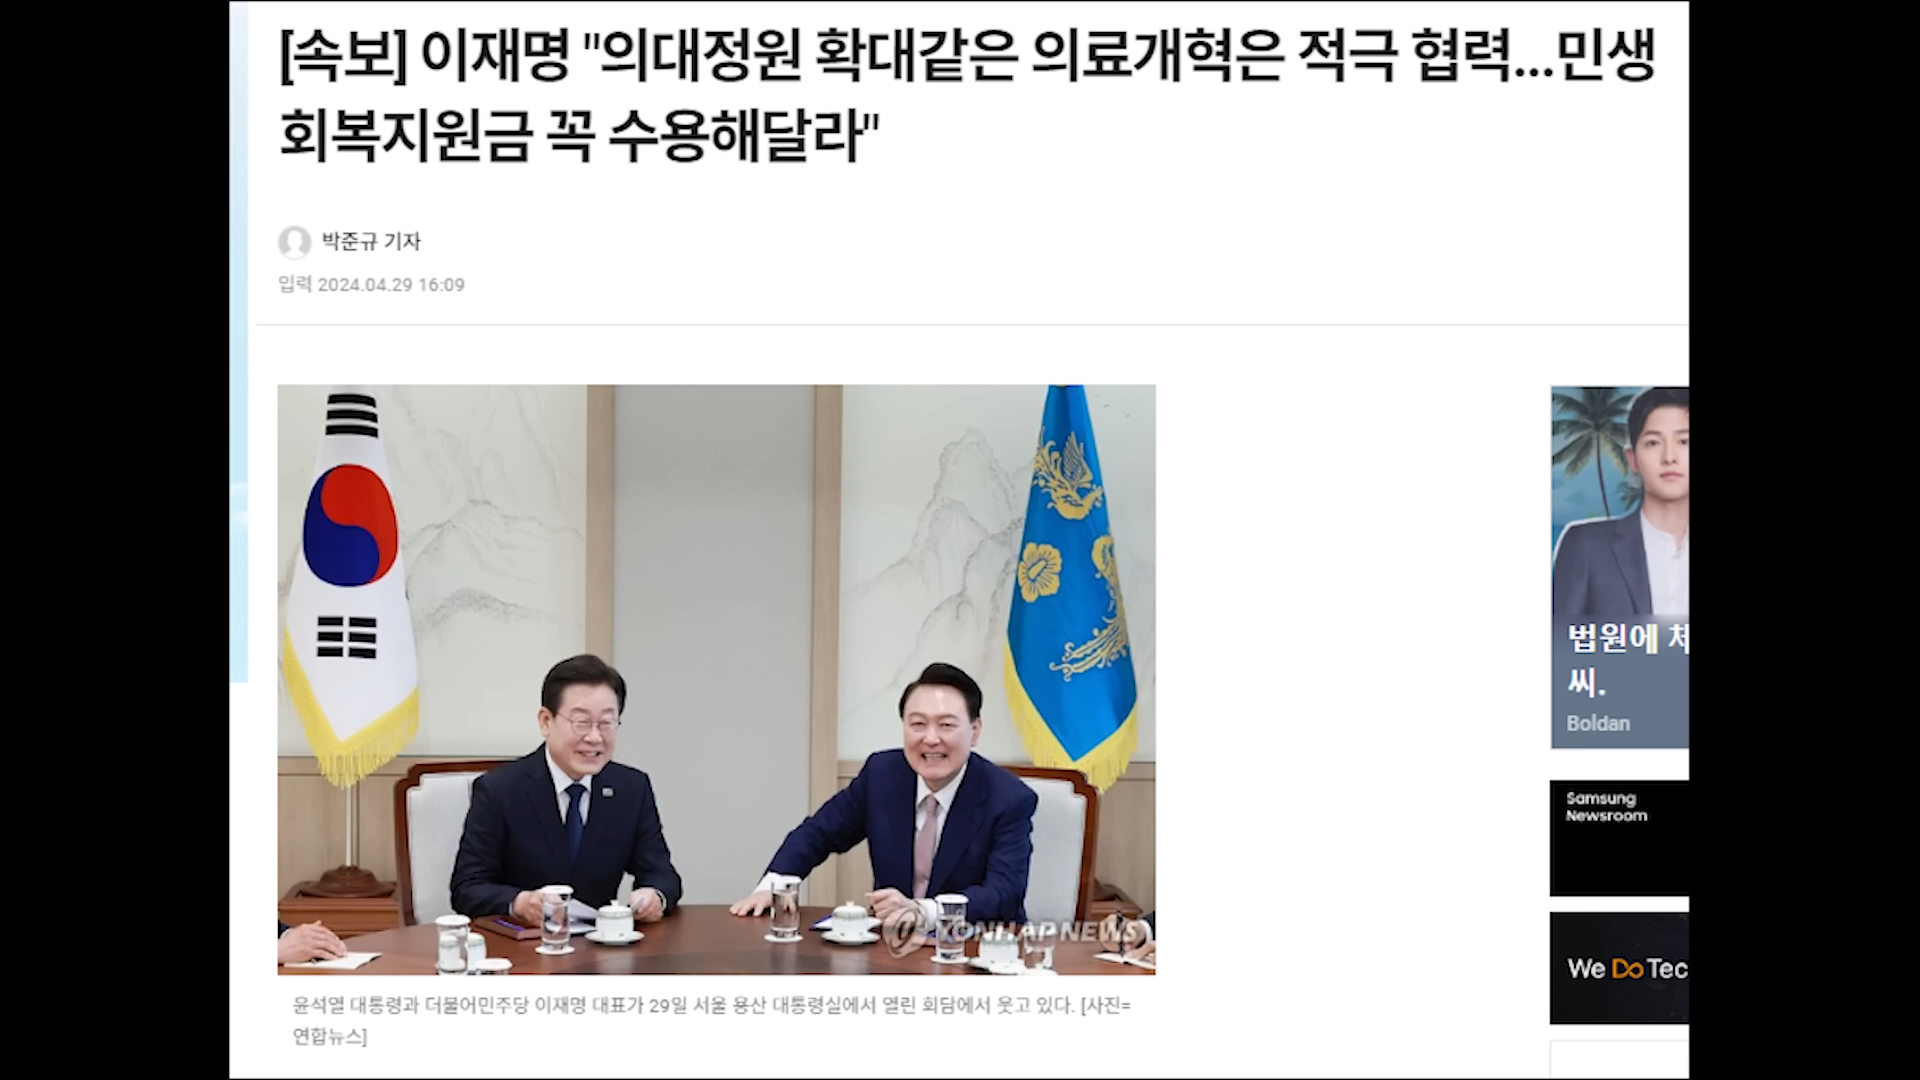 [속보] 이재명 "의대정원 확대같은 의료개혁은 적극 협력...민생
회복지원금 꼭 수용해달라"
박준규 기자
입력 2024.04.29 16:09
YONHAP NEWS
윤석열 대통령과 더불어민주당 이재명 대표가 29일 서울 용산 대통령실에서 열린 회담에서 웃고 있다. [사진=
연합뉴스]
법원에
씨.
Boldan
Samsung
Newsroom
We Do Tec